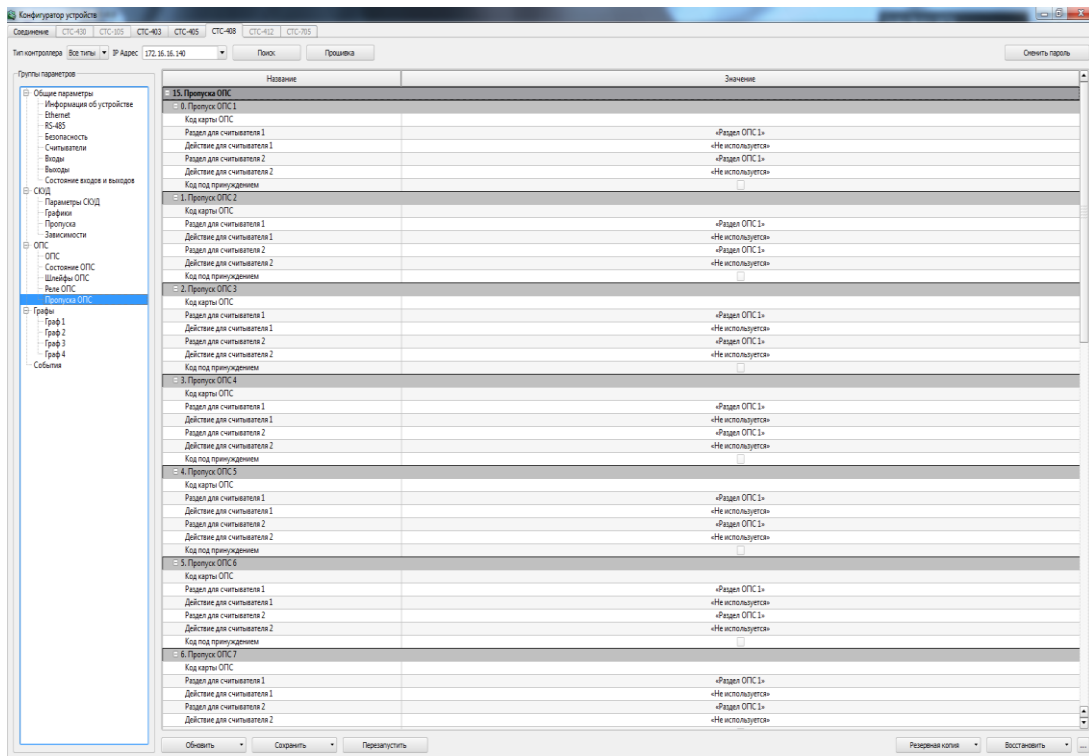 Конфигуратор устройств
Соединение CTC-430 CTC-105 CTC-403 CTC-405 CTC-408 CTC-412 CTC-705
Тип контроллера Все типы IP Адрес 172.16.16.140 Поиск Прошивка Сменить пароль
Группы параметров
Общие параметры
Информация об устройстве
Ethernet
RS-485
Безопасность
Считыватели
Входы
Выходы
Состояние входов и выходов
СКУД
Параметры СКУД
Графики
Пропуска
Зависимости
ОПС
ОПС
Состояние ОПС
Шлейфы ОПС
Реле ОПС
Пропуска ОПС
Графы
Граф 1
Граф 2
Граф 3
Граф 4
События
Название Значение
15. Пропуска ОПС
0. Пропуск ОПС 1
Код карты ОПС
Раздел для считывателя 1 «Раздел ОПС 1»
Действие для считывателя 1 «Не используется»
Раздел для считывателя 2 «Раздел ОПС 1»
Действие для считывателя 2 «Не используется»
Код под принуждением
1. Пропуск ОПС 2
Код карты ОПС
Раздел для считывателя 1 «Раздел ОПС 1»
Действие для считывателя 1 «Не используется»
Раздел для считывателя 2 «Раздел ОПС 1»
Действие для считывателя 2 «Не используется»
Код под принуждением
2. Пропуск ОПС 3
Код карты ОПС
Раздел для считывателя 1 «Раздел ОПС 1»
Действие для считывателя 1 «Не используется»
Раздел для считывателя 2 «Раздел ОПС 1»
Действие для считывателя 2 «Не используется»
Код под принуждением
3. Пропуск ОПС 4
Код карты ОПС
Раздел для считывателя 1 «Раздел ОПС 1»
Действие для считывателя 1 «Не используется»
Раздел для считывателя 2 «Раздел ОПС 1»
Действие для считывателя 2 «Не используется»
Код под принуждением
4. Пропуск ОПС 5
Код карты ОПС
Раздел для считывателя 1 «Раздел ОПС 1»
Действие для считывателя 1 «Не используется»
Раздел для считывателя 2 «Раздел ОПС 1»
Действие для считывателя 2 «Не используется»
Код под принуждением
5. Пропуск ОПС 6
Код карты ОПС
Раздел для считывателя 1 «Раздел ОПС 1»
Действие для считывателя 1 «Не используется»
Раздел для считывателя 2 «Раздел ОПС 1»
Действие для считывателя 2 «Не используется»
Код под принуждением
6. Пропуск ОПС 7
Код карты ОПС
Раздел для считывателя 1 «Раздел ОПС 1»
Действие для считывателя 1 «Не используется»
Раздел для считывателя 2 «Раздел ОПС 1»
Действие для считывателя 2 «Не используется»
Обновить Сохранить Перезапустить Резервная копия Восстановить ...